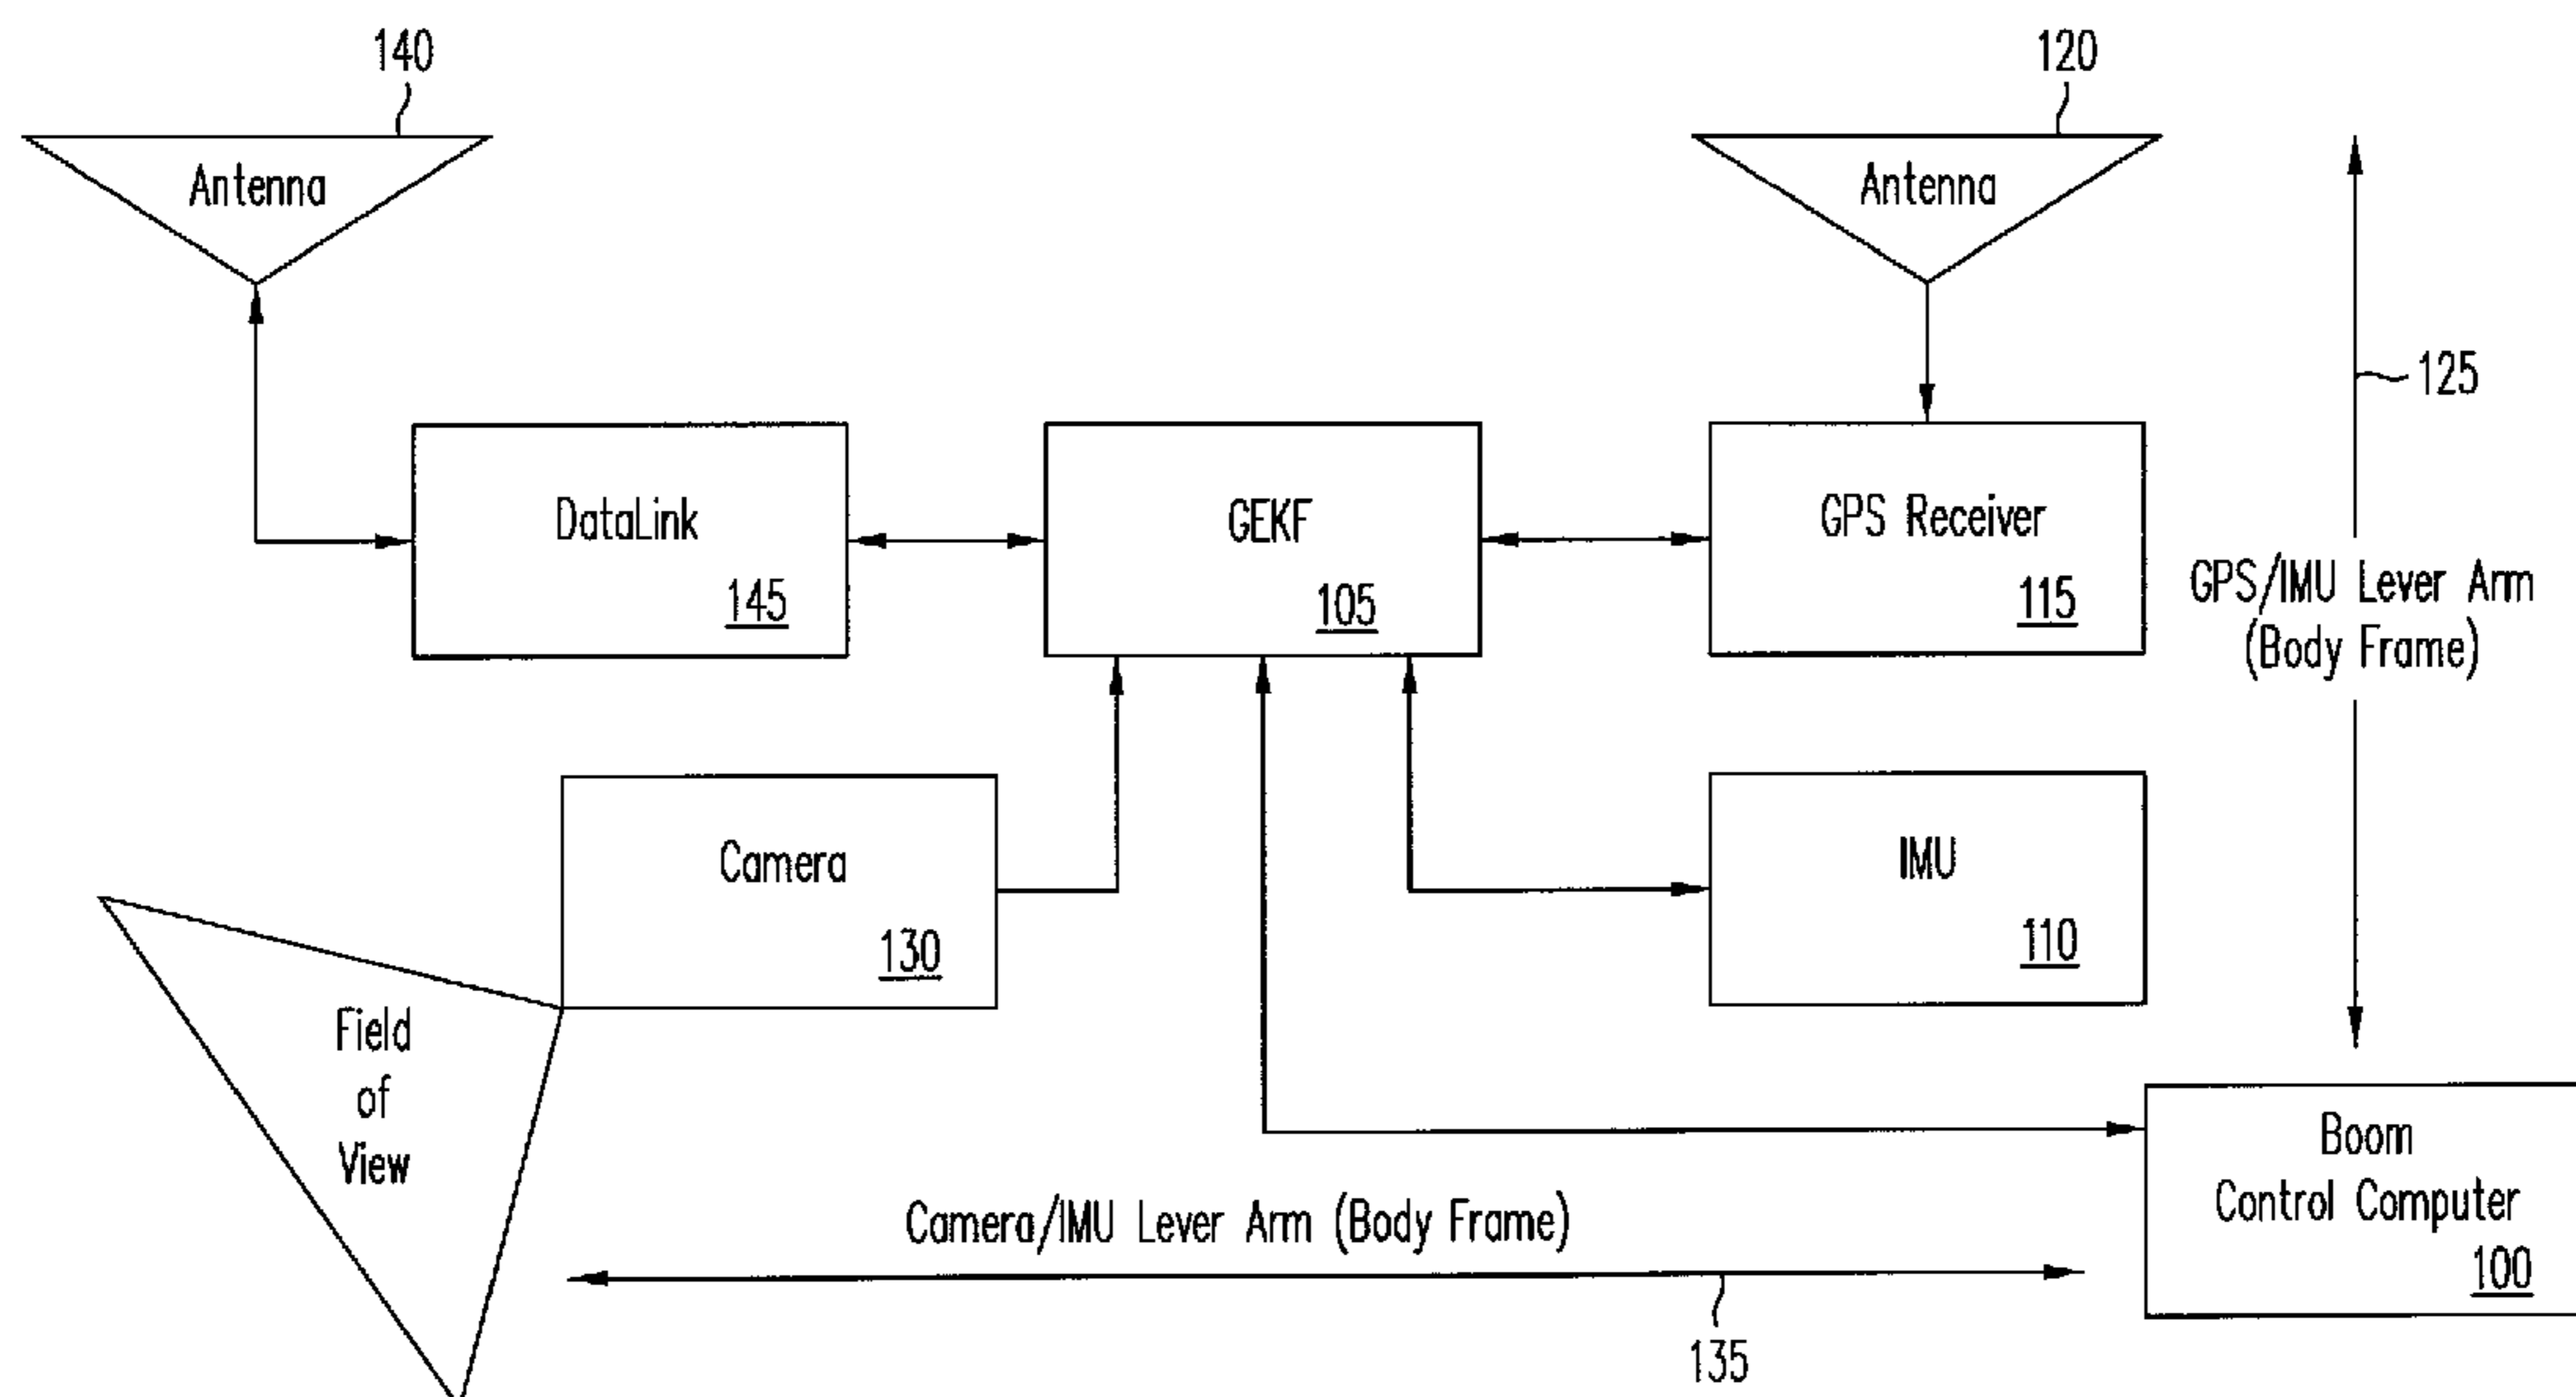 140
120
Antenna
Antenna
125
DataLink
145
GEKF
105
GPS Receiver
115
GPS/IMU Lever Arm
(Body Frame)
Camera
130
IMU
110
Field
of
View
Boom
Control Computer
100
Camera/IMU Lever Arm (Body Frame)
135